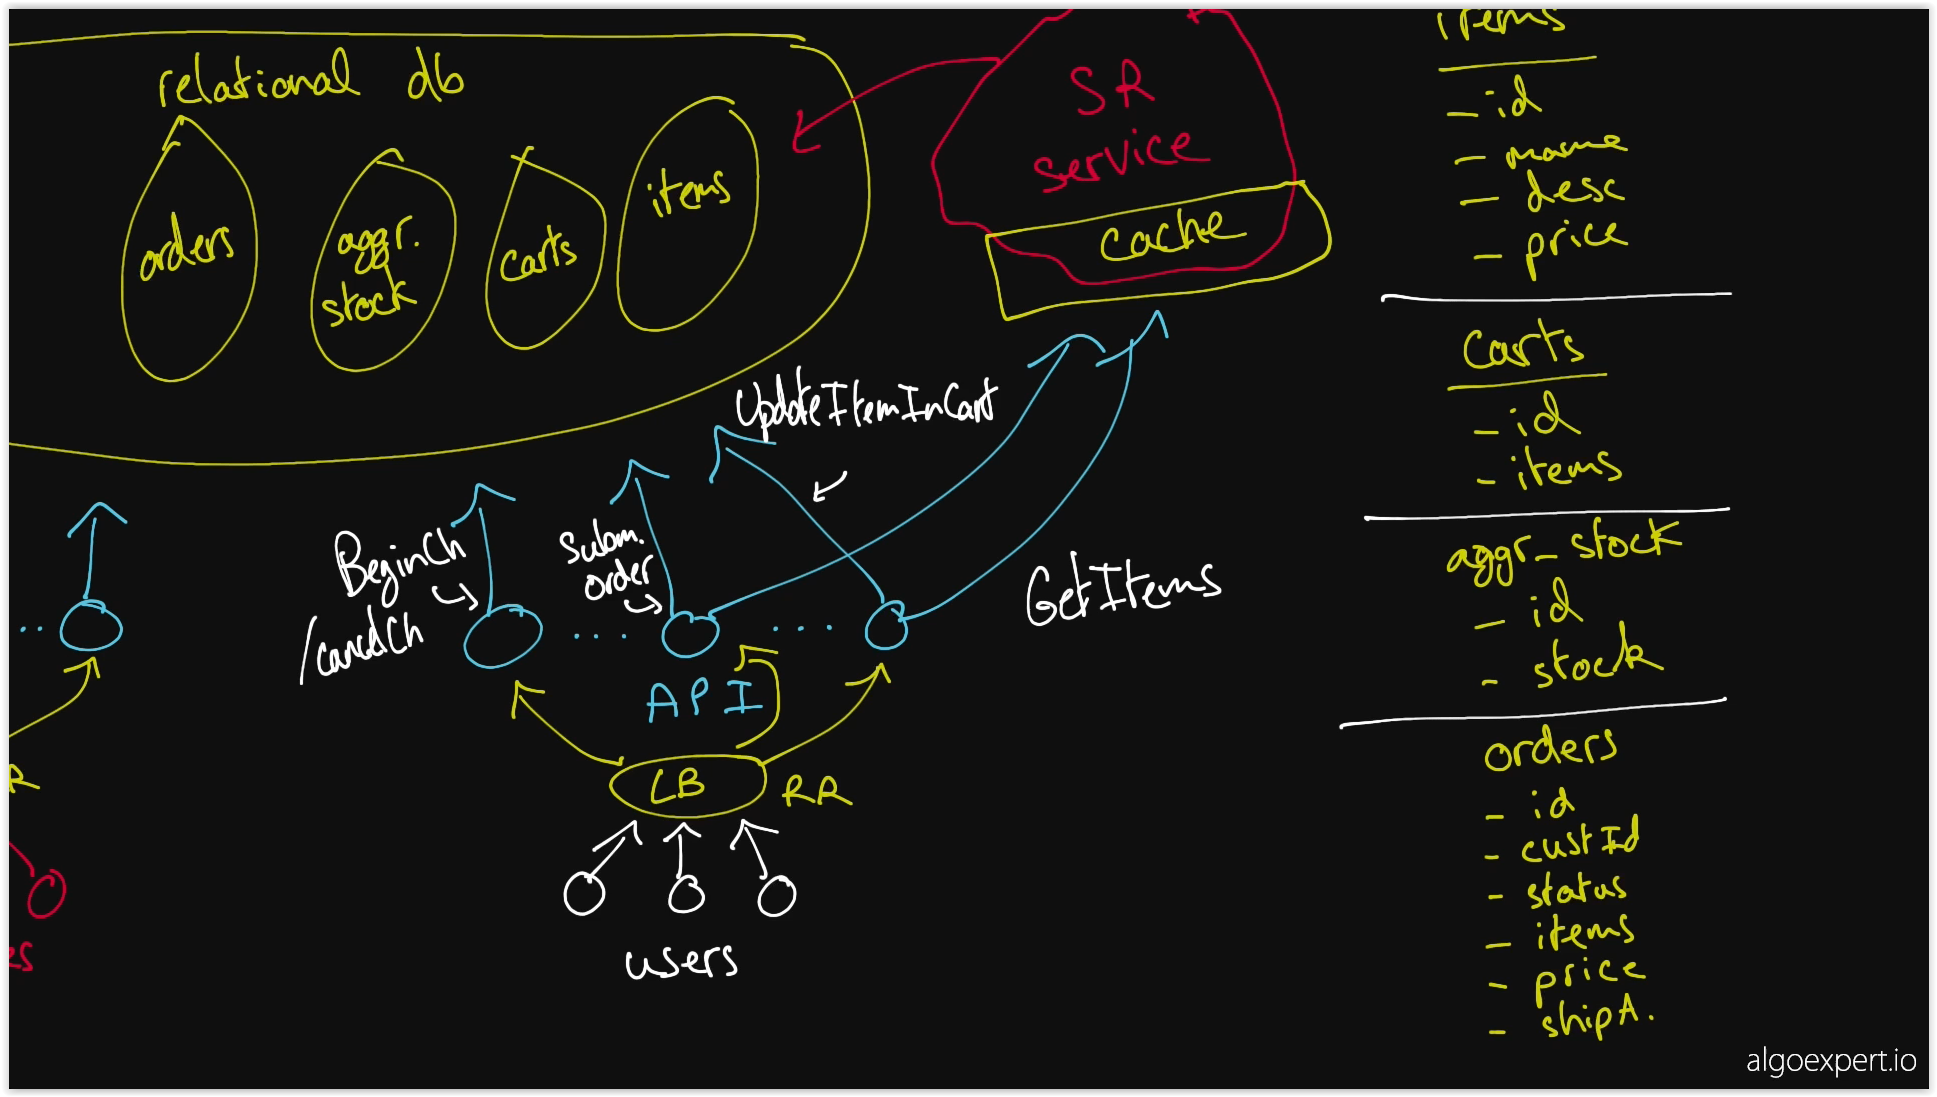 relational db
orders
aggr.
stock
carts
items
SR
service
cache
UpdateItemInCart
BeginCh
/cancelCh
Subm.
order
GetItems
API
LB
RR
users
items
- id
- name
- desc
- price
carts
- id
- items
aggr_stock
- id
- stock
orders
- id
- custId
- status
- items
- price
- shipA.
algoexpert.io